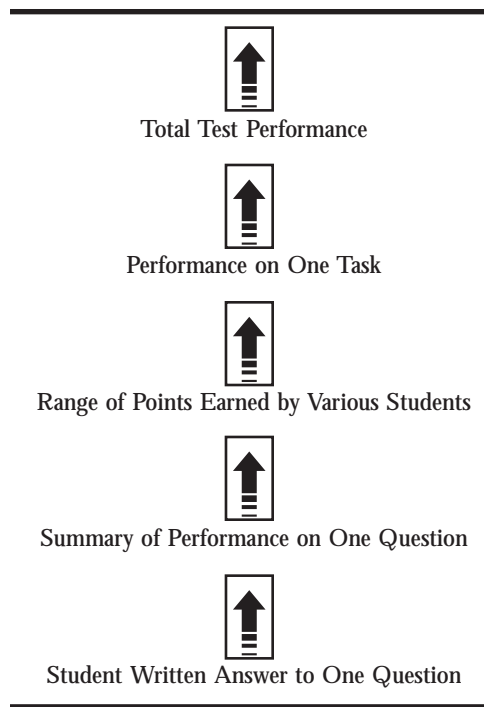 Total Test Performance
Performance on One Task
Range of Points Earned by Various Students
Summary of Performance on One Question
Student Written Answer to One Question